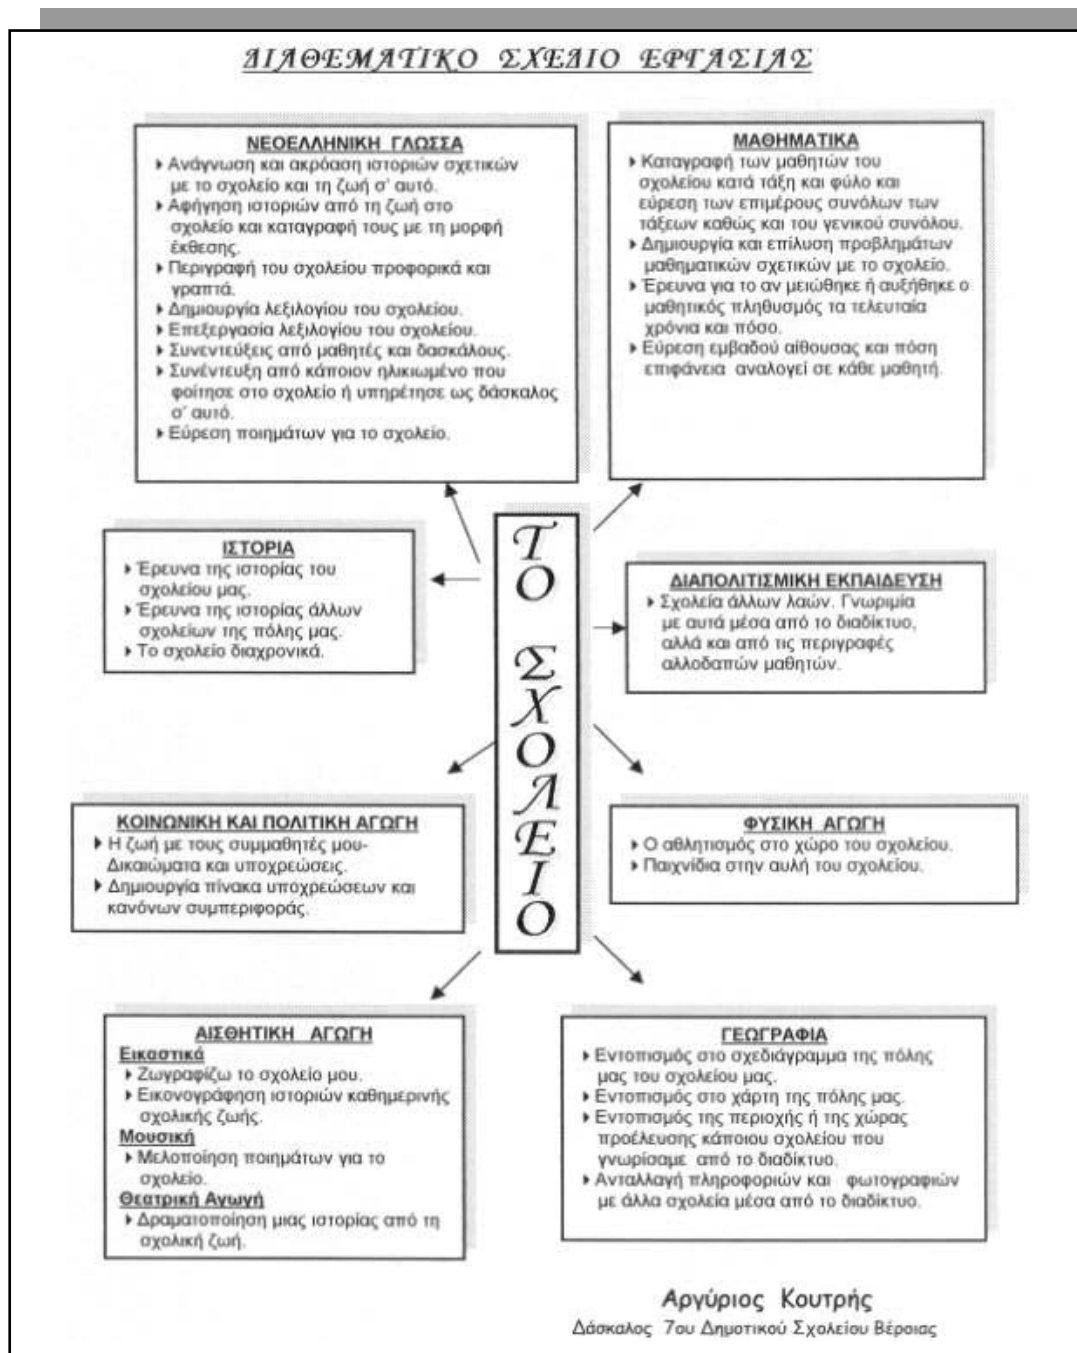 ΔΙΑΘΕΜΑΤΙΚΟ ΣΧΕΔΙΟ ΕΡΓΑΣΙΑΣ
ΝΕΟΕΛΛΗΝΙΚΗ ΓΛΩΣΣΑ
Ανάγνωση και ακρόαση ιστοριών σχετικών
με το σχολείο και τη ζωή σ' αυτό.
Αφήγηση ιστοριών από τη ζωή στο
σχολείο και καταγραφή τους με τη μορφή
έκθεσης.
Περιγραφή του σχολείου προφορικά και
γραπτά.
Δημιουργία λεξιλογίου του σχολείου.
Επεξεργασία λεξιλογίου του σχολείου.
Συνεντεύξεις από μαθητές και δασκάλους.
Συνέντευξη από κάποιον ηλικιωμένο που
φοίτησε στο σχολείο ή υπηρέτησε ως δάσκαλος
σ' αυτό.
Εύρεση ποιημάτων για το σχολείο.
ΜΑΘΗΜΑΤΙΚΑ
Καταγραφή των μαθητών του
σχολείου κατά τάξη και φύλο και
εύρεση των επιμέρους συνόλων των
τάξεων καθώς και του γενικού συνόλου.
Δημιουργία και επίλυση προβλημάτων
μαθηματικών σχετικών με το σχολείο.
Έρευνα για το αν μειώθηκε ή αυξήθηκε ο
μαθητικός πληθυσμός τα τελευταία
χρόνια και πόσο.
Εύρεση εμβαδού αίθουσας και πόση
επιφάνεια αναλογεί σε κάθε μαθητή.
ΤΟ ΣΧΟΛΕΙΟ
ΙΣΤΟΡΙΑ
Έρευνα της ιστορίας του
σχολείου μας.
Έρευνα της ιστορίας άλλων
σχολείων της πόλης μας.
Το σχολείο διαχρονικά.
ΔΙΑΠΟΛΙΤΙΣΜΙΚΗ ΕΚΠΑΙΔΕΥΣΗ
Σχολεία άλλων λαών. Γνωριμία
με αυτά μέσα από το διαδίκτυο,
αλλά και από τις περιγραφές
αλλοδαπών μαθητών.
ΚΟΙΝΩΝΙΚΗ ΚΑΙ ΠΟΛΙΤΙΚΗ ΑΓΩΓΗ
Η ζωή με τους συμμαθητές μου-
Δικαιώματα και υποχρεώσεις.
Δημιουργία πίνακα υποχρεώσεων και
κανόνων συμπεριφοράς.
ΦΥΣΙΚΗ ΑΓΩΓΗ
Ο αθλητισμός στο χώρο του σχολείου.
Παιχνίδια στην αυλή του σχολείου.
ΑΙΣΘΗΤΙΚΗ ΑΓΩΓΗ
Εικαστικά
Ζωγραφίζω το σχολείο μου.
Εικονογράφηση ιστοριών καθημερινής
σχολικής ζωής.
Μουσική
Μελοποίηση ποιημάτων για το
σχολείο.
Θεατρική Αγωγή
Δραματοποίηση μιας ιστορίας από τη
σχολική ζωή.
ΓΕΩΓΡΑΦΙΑ
Εντοπισμός στο σχεδιάγραμμα της πόλης
μας του σχολείου μας.
Εντοπισμός στο χάρτη της πόλης μας.
Εντοπισμός της περιοχής ή της χώρας
προέλευσης κάποιου σχολείου που
γνωρίσαμε από το διαδίκτυο.
Ανταλλαγή πληροφοριών και φωτογραφιών
με άλλα σχολεία μέσα από το διαδίκτυο.
Αργύριος Κουτρής
Δάσκαλος 7ου Δημοτικού Σχολείου Βέροιας